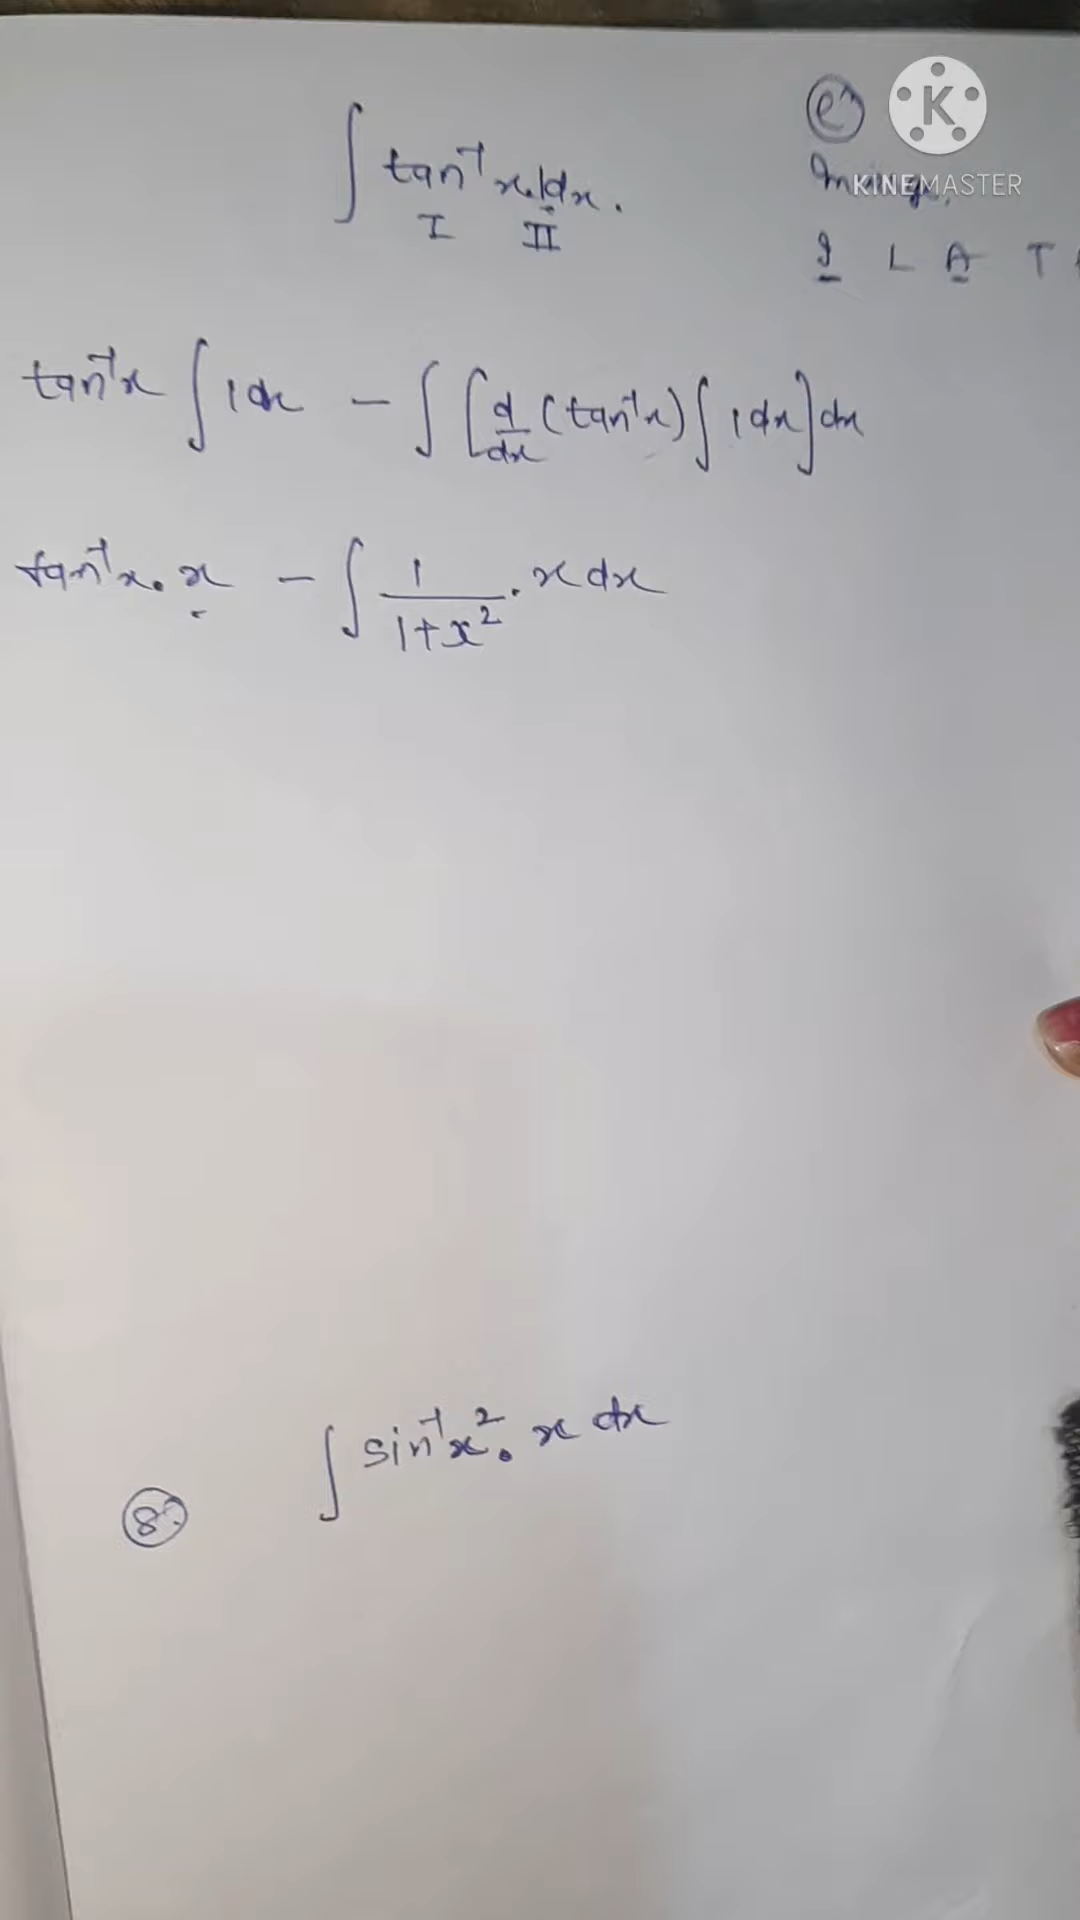 ∫ tan⁻¹x.1dx.
I II
I L A T
tan⁻¹x ∫1dx - ∫[d/dx (tan⁻¹x) ∫1dx]dx
tan⁻¹x. x - ∫ 1/(1+x²) . x dx
8. ∫ sin⁻¹x². x dx
KINEMASTER